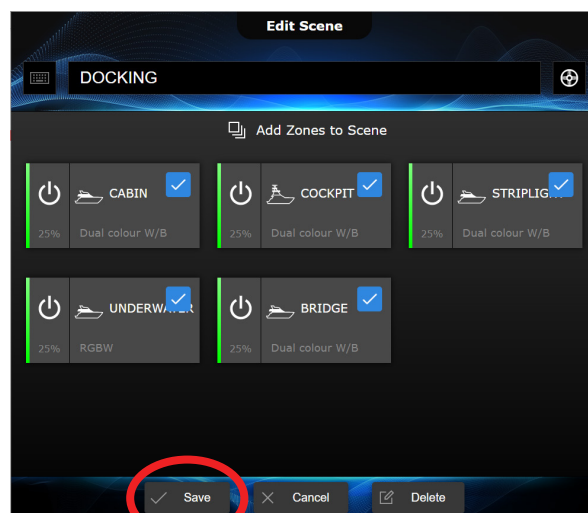 Edit Scene
DOCKING
Add Zones to Scene
CABIN
25% Dual colour W/B
COCKPIT
25% Dual colour W/B
25% Dual colour W/B
25% RGBW
BRIDGE
25% Dual colour W/B
Save Cancel Delete